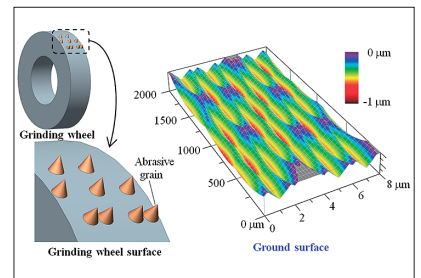 Grinding wheel
Abrasive
grain
Grinding wheel surface
0 µm
-1 µm
2000
1500
1000
500
0 µm
0
2
4
6
8 µm
Ground surface